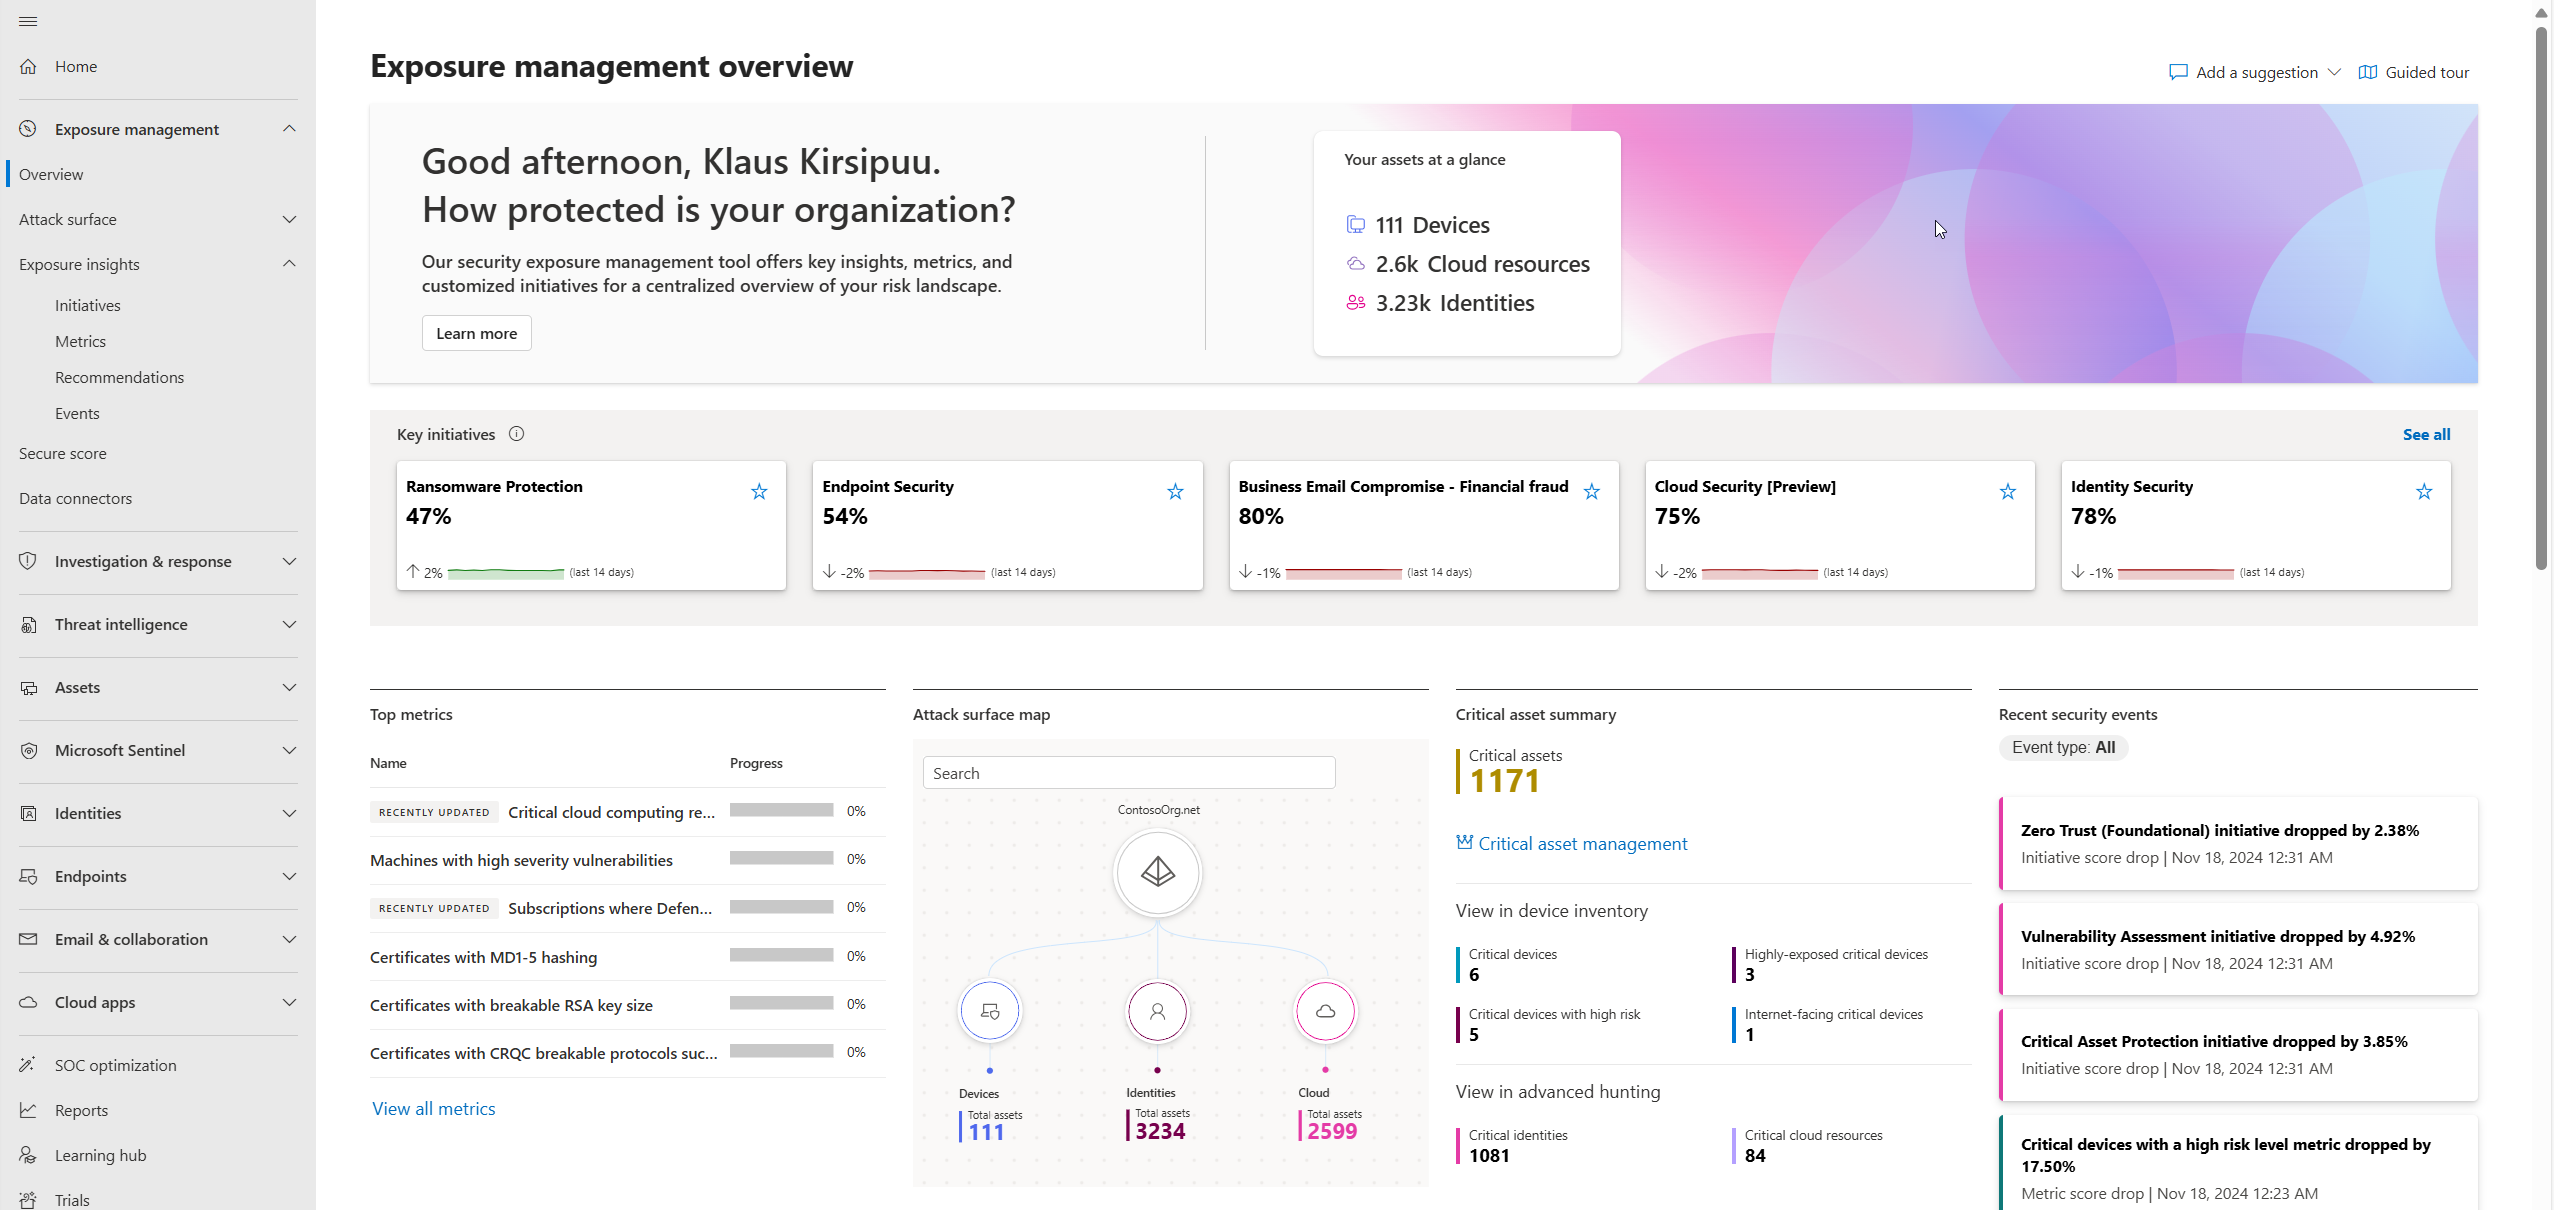 Home
Exposure management
Overview
Attack surface
Exposure insights
Initiatives
Metrics
Recommendations
Events
Secure score
Data connectors
Investigation & response
Threat intelligence
Assets
Microsoft Sentinel
Identities
Endpoints
Email & collaboration
Cloud apps
SOC optimization
Reports
Learning hub
Trials
Exposure management overview
Add a suggestion
Guided tour
Good afternoon, Klaus Kirsipuu.
How protected is your organization?
Our security exposure management tool offers key insights, metrics, and
customized initiatives for a centralized overview of your risk landscape.
Learn more
Your assets at a glance
111 Devices
2.6k Cloud resources
3.23k Identities
Key initiatives
See all
Ransomware Protection
47%
2% (last 14 days)
Endpoint Security
54%
-2% (last 14 days)
Business Email Compromise - Financial fraud
80%
-1% (last 14 days)
Cloud Security [Preview]
75%
-2% (last 14 days)
Identity Security
78%
-1% (last 14 days)
Top metrics
Name Progress
RECENTLY UPDATED Critical cloud computing re... 0%
Machines with high severity vulnerabilities 0%
RECENTLY UPDATED Subscriptions where Defen... 0%
Certificates with MD1-5 hashing 0%
Certificates with breakable RSA key size 0%
Certificates with CRQC breakable protocols suc... 0%
View all metrics
Attack surface map
Search
ContosoOrg.net
Devices
Total assets
111
Identities
Total assets
3234
Cloud
Total assets
2599
Critical asset summary
Critical assets
1171
Critical asset management
View in device inventory
Critical devices
6
Highly-exposed critical devices
3
Critical devices with high risk
5
Internet-facing critical devices
1
View in advanced hunting
Critical identities
1081
Critical cloud resources
84
Recent security events
Event type: All
Zero Trust (Foundational) initiative dropped by 2.38%
Initiative score drop | Nov 18, 2024 12:31 AM
Vulnerability Assessment initiative dropped by 4.92%
Initiative score drop | Nov 18, 2024 12:31 AM
Critical Asset Protection initiative dropped by 3.85%
Initiative score drop | Nov 18, 2024 12:31 AM
Critical devices with a high risk level metric dropped by
17.50%
Metric score drop | Nov 18, 2024 12:23 AM